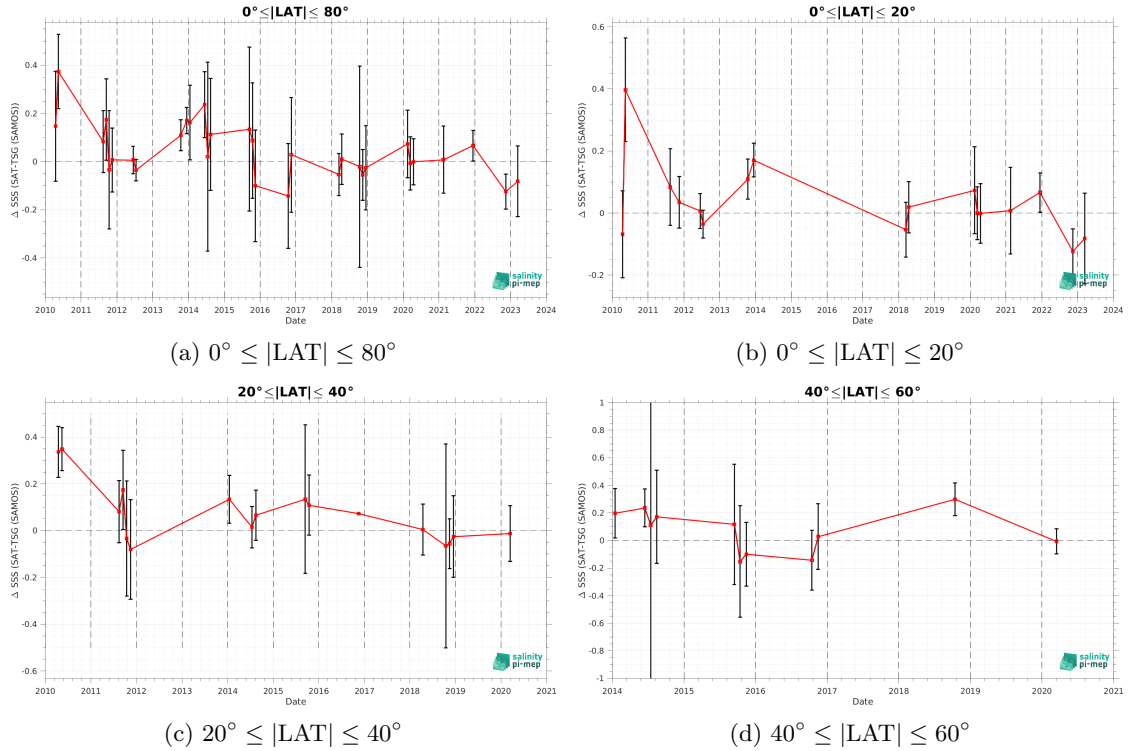 0°≤|LAT|≤ 80°
Δ SSS (SAT-TSG (SAMOS))
0.4
0.2
0
-0.2
-0.4
2010 2011 2012 2013 2014 2015 2016 2017 2018 2019 2020 2021 2022 2023 2024
Date
salinity
pi-mep
(a) 0° ≤ |LAT| ≤ 80°
0°≤|LAT|≤ 20°
Δ SSS (SAT-TSG (SAMOS))
0.6
0.4
0.2
0
-0.2
2010 2011 2012 2013 2014 2015 2016 2017 2018 2019 2020 2021 2022 2023 2024
Date
salinity
pi-mep
(b) 0° ≤ |LAT| ≤ 20°
20°≤|LAT|≤ 40°
Δ SSS (SAT-TSG (SAMOS))
0.4
0.2
0
-0.2
-0.4
-0.6
2010 2011 2012 2013 2014 2015 2016 2017 2018 2019 2020 2021
Date
salinity
pi-mep
(c) 20° ≤ |LAT| ≤ 40°
40°≤|LAT|≤ 60°
Δ SSS (SAT-TSG (SAMOS))
1
0.8
0.6
0.4
0.2
0
-0.2
-0.4
-0.6
-0.8
-1
2014 2015 2016 2017 2018 2019 2020 2021
Date
salinity
pi-mep
(d) 40° ≤ |LAT| ≤ 60°